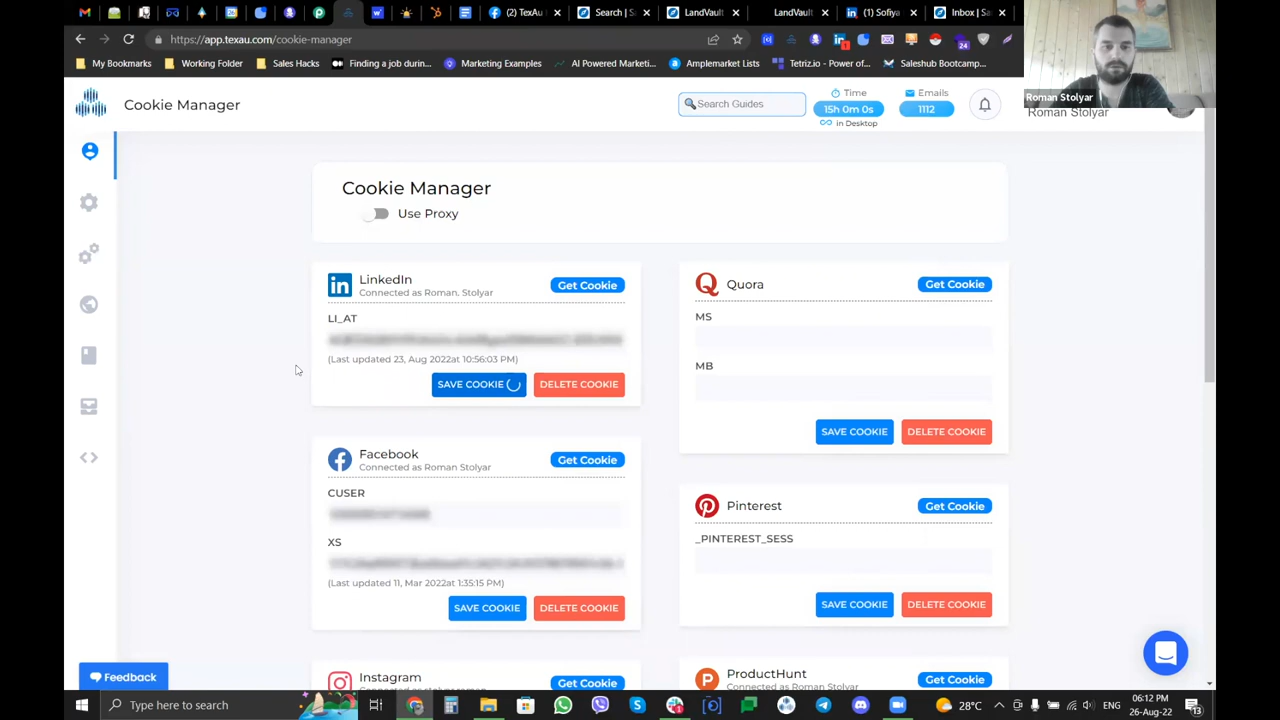 (2) TexAu
Search | S
LandVault
LandVault
(1) Sofiya
Inbox | Sa
https://app.texau.com/cookie-manager
My Bookmarks
Working Folder
Sales Hacks
Finding a job durin...
Marketing Examples
AI Powered Marketi...
Amplemarket Lists
Tetriz.io - Power of...
Saleshub Bootcamp...
Roman Stolyar
Cookie Manager
Search Guides
Time
15h 0m 0s
in Desktop
Emails
1112
Roman Stolyar
Cookie Manager
Use Proxy
LinkedIn
Connected as Roman, Stolyar
Get Cookie
LI_AT
(Last updated 23, Aug 2022at 10:56:03 PM)
SAVE COOKIE
DELETE COOKIE
Quora
Get Cookie
MS
MB
SAVE COOKIE
DELETE COOKIE
Facebook
Connected as Roman Stolyar
Get Cookie
CUSER
XS
(Last updated 11, Mar 2022at 1:35:15 PM)
SAVE COOKIE
DELETE COOKIE
Pinterest
Get Cookie
_PINTEREST_SESS
SAVE COOKIE
DELETE COOKIE
Instagram
Get Cookie
ProductHunt
Connected as Roman Stolyar
Get Cookie
Feedback
Type here to search
28°C
ENG
06:12 PM
26-Aug-22
13